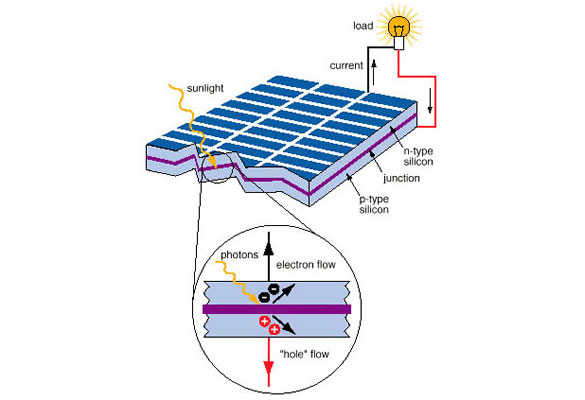 load
current
sunlight
n-type
silicon
junction
p-type
silicon
photons
electron flow
"hole" flow